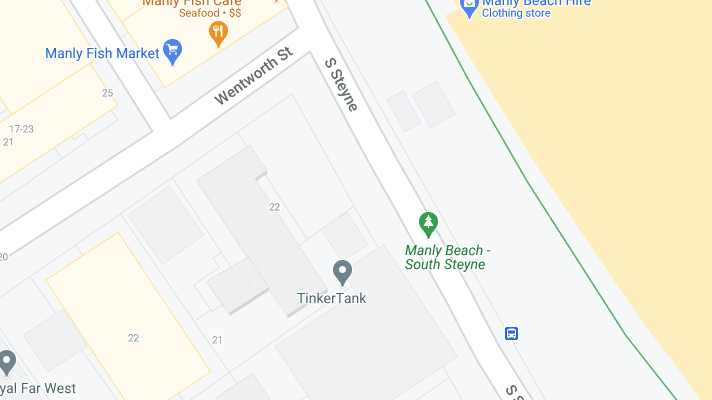 Manly Fish Cafe
Seafood • $$
Manly Beach Hire
Clothing store
Manly Fish Market
Wentworth St
S Steyne
25
17-23
21
22
20
Manly Beach -
South Steyne
TinkerTank
22
21
yal Far West
S S